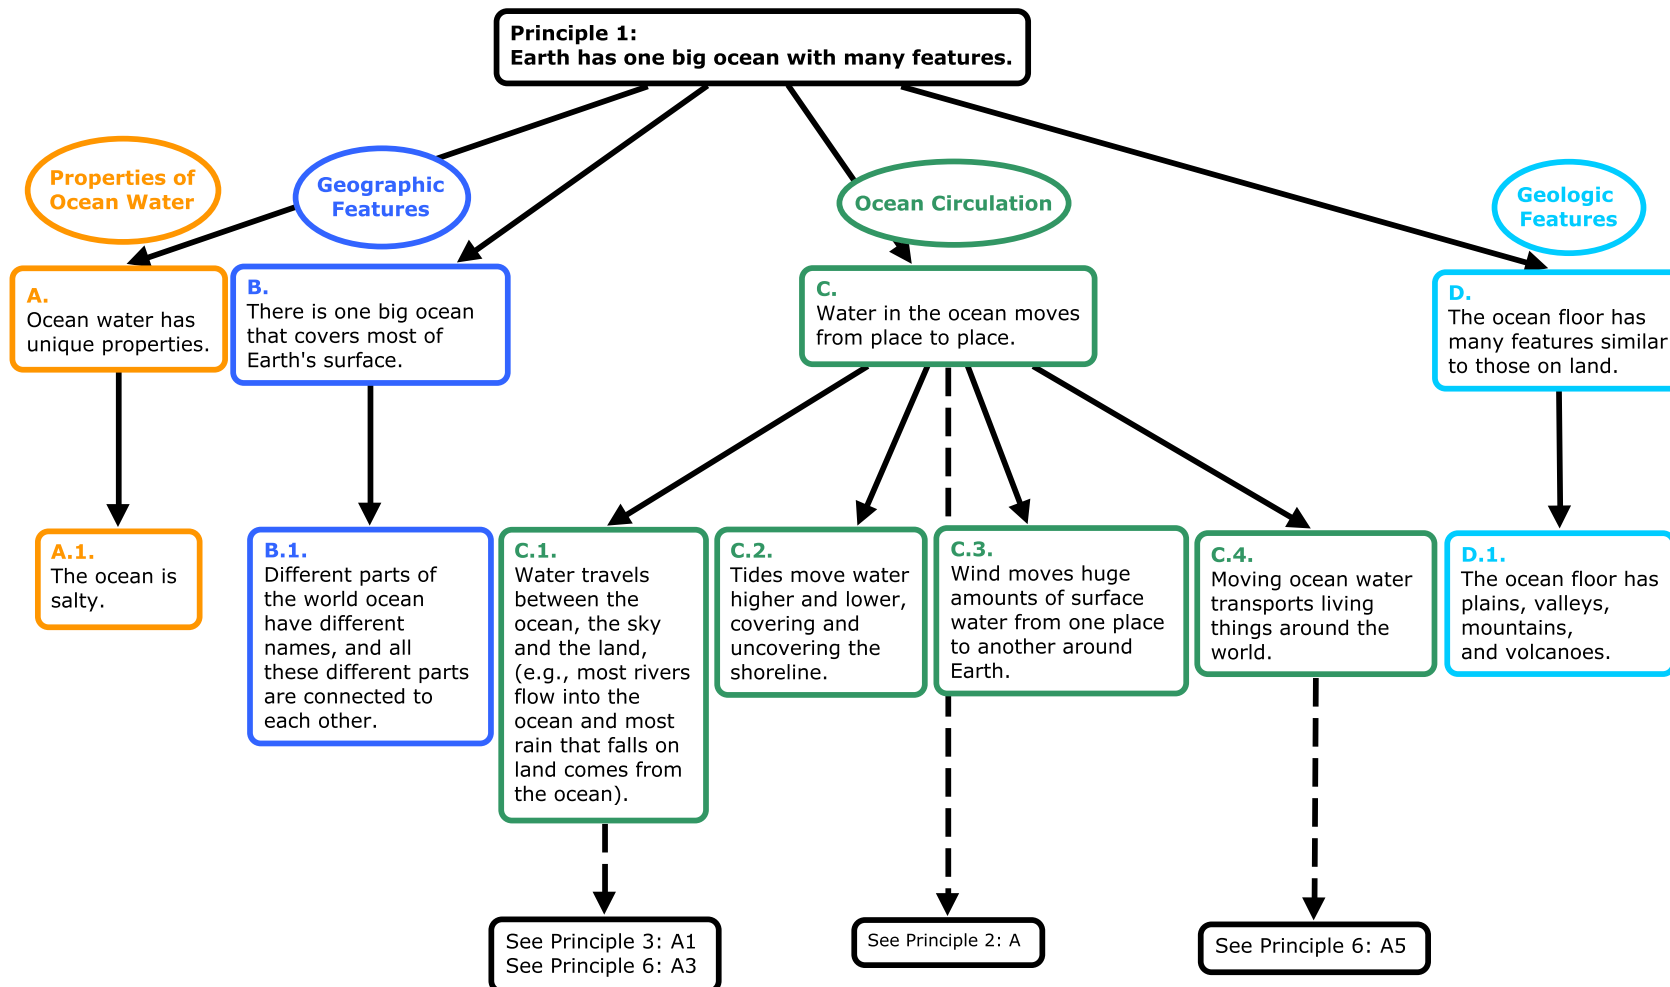 Principle 1:
Earth has one big ocean with many features.
Properties of
Ocean Water
Geographic
Features
Ocean Circulation
Geologic
Features
A.
Ocean water has
unique properties.
B.
There is one big ocean
that covers most of
Earth's surface.
C.
Water in the ocean moves
from place to place.
D.
The ocean floor has
many features similar
to those on land.
A.1.
The ocean is
salty.
B.1.
Different parts of
the world ocean
have different
names, and all
these different parts
are connected to
each other.
C.1.
Water travels
between the
ocean, the sky
and the land,
(e.g., most rivers
flow into the
ocean and most
rain that falls on
land comes from
the ocean).
C.2.
Tides move water
higher and lower,
covering and
uncovering the
shoreline.
C.3.
Wind moves huge
amounts of surface
water from one place
to another around
Earth.
C.4.
Moving ocean water
transports living
things around the
world.
D.1.
The ocean floor has
plains, valleys,
mountains,
and volcanoes.
See Principle 3: A1
See Principle 6: A3
See Principle 2: A
See Principle 6: A5